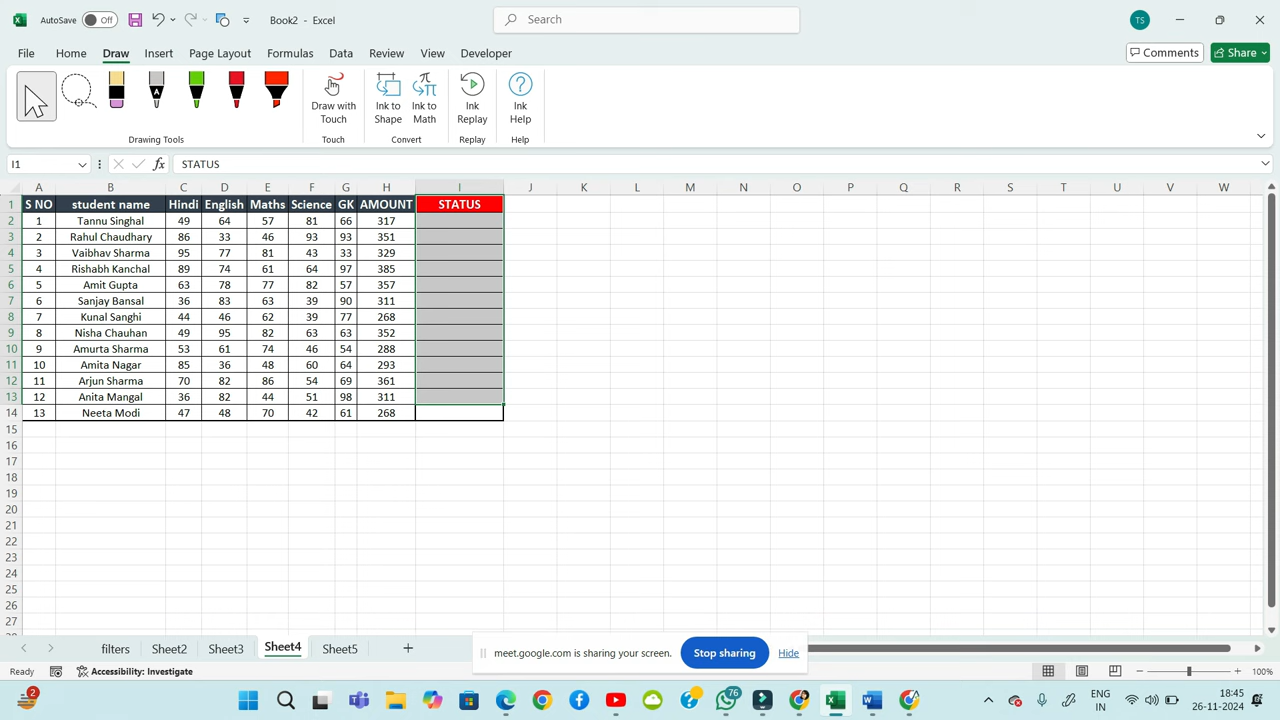 AutoSave Off Book2 - Excel Search TS
File Home Draw Insert Page Layout Formulas Data Review View Developer Comments Share
Draw with Touch Ink to Shape Ink to Math Ink Replay Ink Help
Drawing Tools Touch Convert Replay Help
I1 fx STATUS
A B C D E F G H I J K L M N O P Q R S T U V W
1 S NO student name Hindi English Maths Science GK AMOUNT STATUS
2 1 Tannu Singhal 49 64 57 81 66 317
3 2 Rahul Chaudhary 86 33 46 93 93 351
4 3 Vaibhav Sharma 95 77 81 43 33 329
5 4 Rishabh Kanchal 89 74 61 64 97 385
6 5 Amit Gupta 63 78 77 82 57 357
7 6 Sanjay Bansal 36 83 63 39 90 311
8 7 Kunal Sanghi 44 46 62 39 77 268
9 8 Nisha Chauhan 49 95 82 63 63 352
10 9 Amurta Sharma 53 61 74 46 54 288
11 10 Amita Nagar 85 36 48 60 64 293
12 11 Arjun Sharma 70 82 86 54 69 361
13 12 Anita Mangal 36 82 44 51 98 311
14 13 Neeta Modi 47 48 70 42 61 268
15
16
17
18
19
20
21
22
23
24
25
26
27
filters Sheet2 Sheet3 Sheet4 Sheet5
meet.google.com is sharing your screen. Stop sharing Hide
Ready Accessibility: Investigate 100%
2 76 ENG IN 18:45 26-11-2024